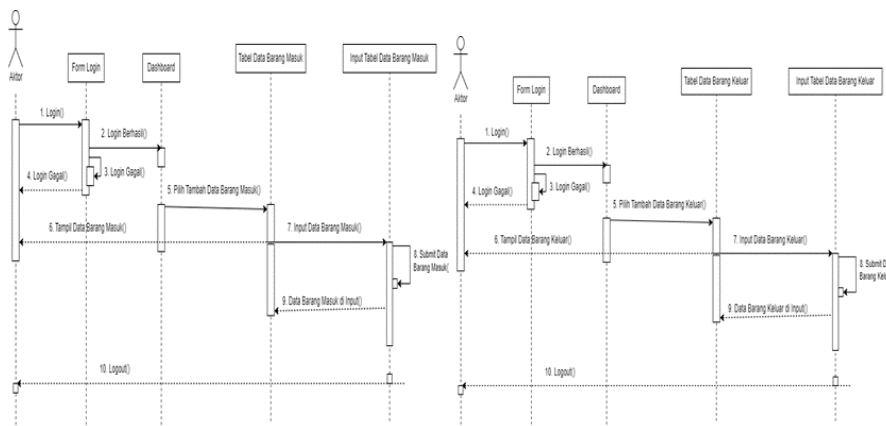 Aktor
Form Login
Dashboard
Tabel Data Barang Masuk
Input Tabel Data Barang Masuk
1. Login()
2. Login Berhasil()
3. Login Gagal()
4. Login Gagal()
5. Pilih Tambah Data Barang Masuk()
6. Tampil Data Barang Masuk()
7. Input Data Barang Masuk()
8. Submit Data
Barang Masuk(
9. Data Barang Masuk di Input()
10. Logout()
Aktor
Form Login
Dashboard
Tabel Data Barang Keluar
Input Tabel Data Barang Keluar
1. Login()
2. Login Berhasil()
3. Login Gagal()
4. Login Gagal()
5. Pilih Tambah Data Barang Keluar()
6. Tampil Data Barang Keluar()
7. Input Data Barang Keluar()
8. Submit D
Barang Kelu
9. Data Barang Keluar di Input()
10. Logout()